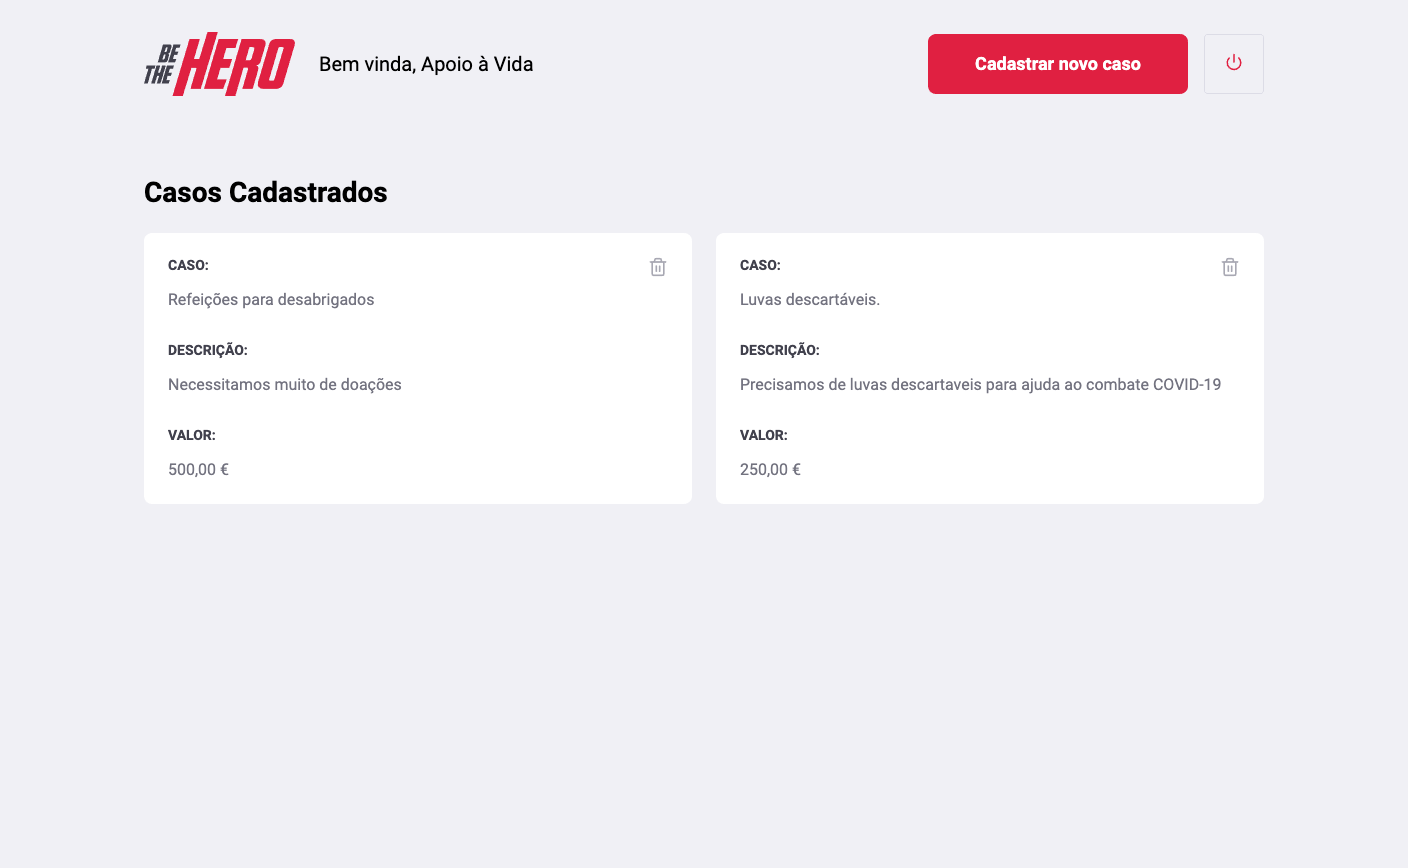 BE THE HERO
Bem vinda, Apoio à Vida
Cadastrar novo caso
Casos Cadastrados
CASO:
Refeições para desabrigados
DESCRIÇÃO:
Necessitamos muito de doações
VALOR:
500,00 €
CASO:
Luvas descartáveis.
DESCRIÇÃO:
Precisamos de luvas descartaveis para ajuda ao combate COVID-19
VALOR:
250,00 €